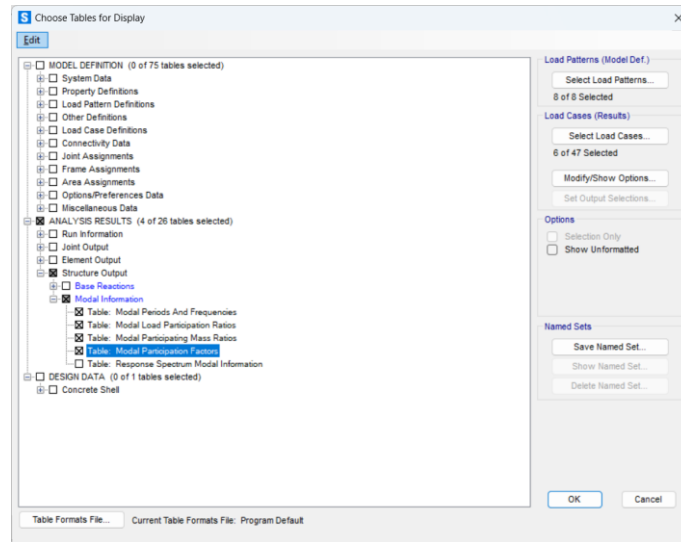 S Choose Tables for Display
Edit
MODEL DEFINITION (0 of 75 tables selected)
System Data
Property Definitions
Load Pattern Definitions
Other Definitions
Load Case Definitions
Connectivity Data
Joint Assignments
Frame Assignments
Area Assignments
Options/Preferences Data
Miscellaneous Data
ANALYSIS RESULTS (4 of 26 tables selected)
Run Information
Joint Output
Element Output
Structure Output
Base Reactions
Modal Information
Table: Modal Periods And Frequencies
Table: Modal Load Participation Ratios
Table: Modal Participating Mass Ratios
Table: Modal Participation Factors
Table: Response Spectrum Modal Information
DESIGN DATA (0 of 1 tables selected)
Concrete Shell
Load Patterns (Model Def.)
Select Load Patterns...
8 of 8 Selected
Load Cases (Results)
Select Load Cases...
6 of 47 Selected
Modify/Show Options...
Set Output Selections...
Options
Selection Only
Show Unformatted
Named Sets
Save Named Set...
Show Named Set...
Delete Named Set...
OK Cancel
Table Formats File... Current Table Formats File: Program Default